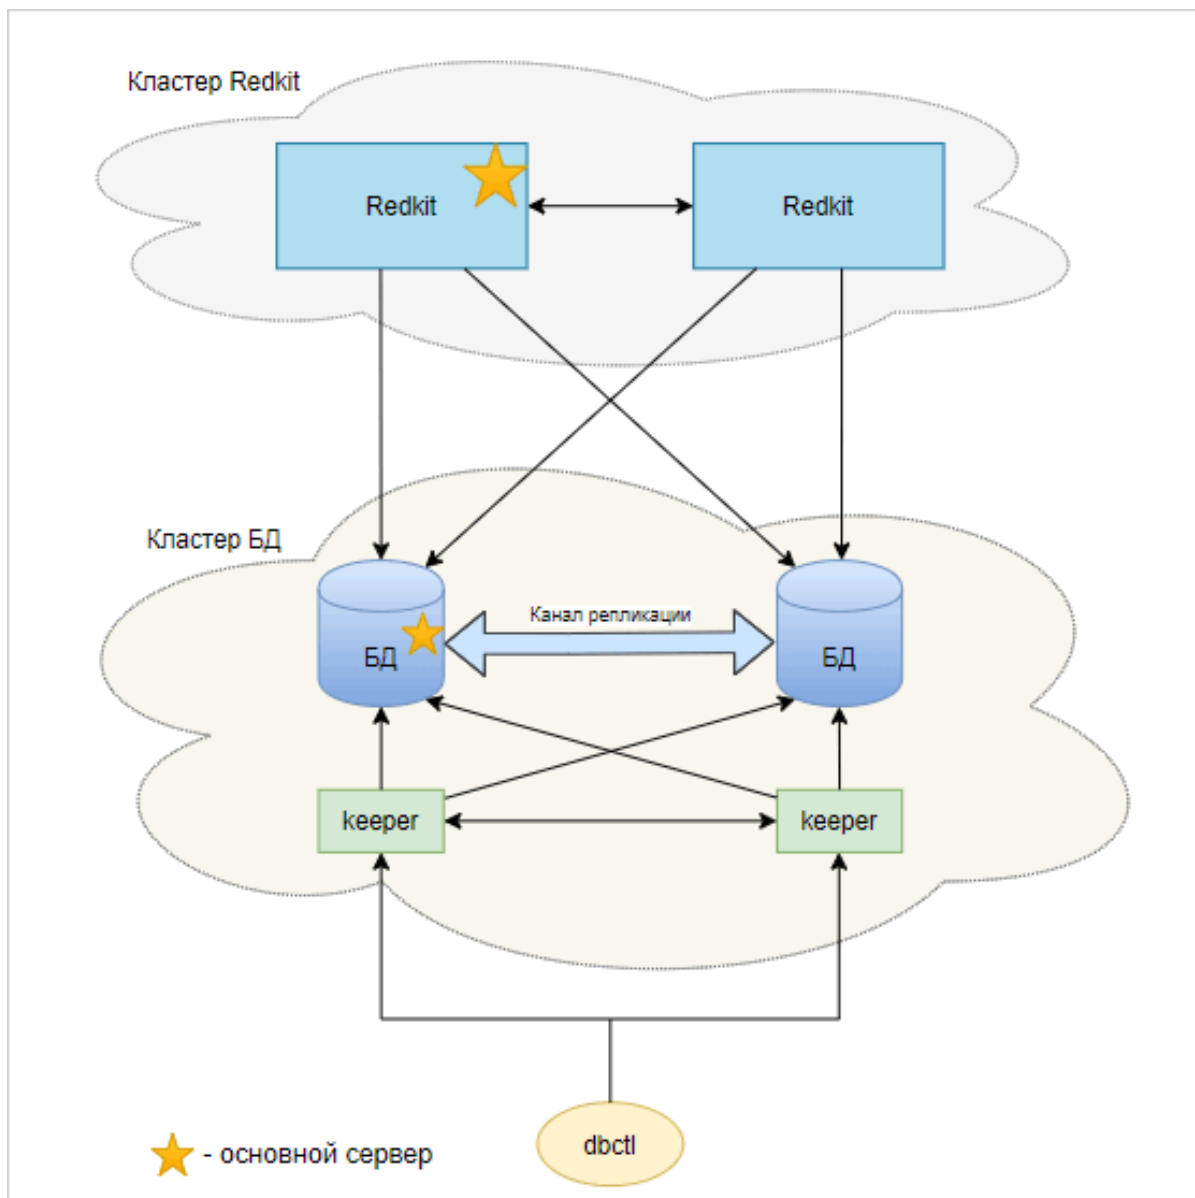 Кластер Redkit
Redkit
Redkit
Кластер БД
Канал репликации
БД
БД
keeper
keeper
dbctl
- основной сервер